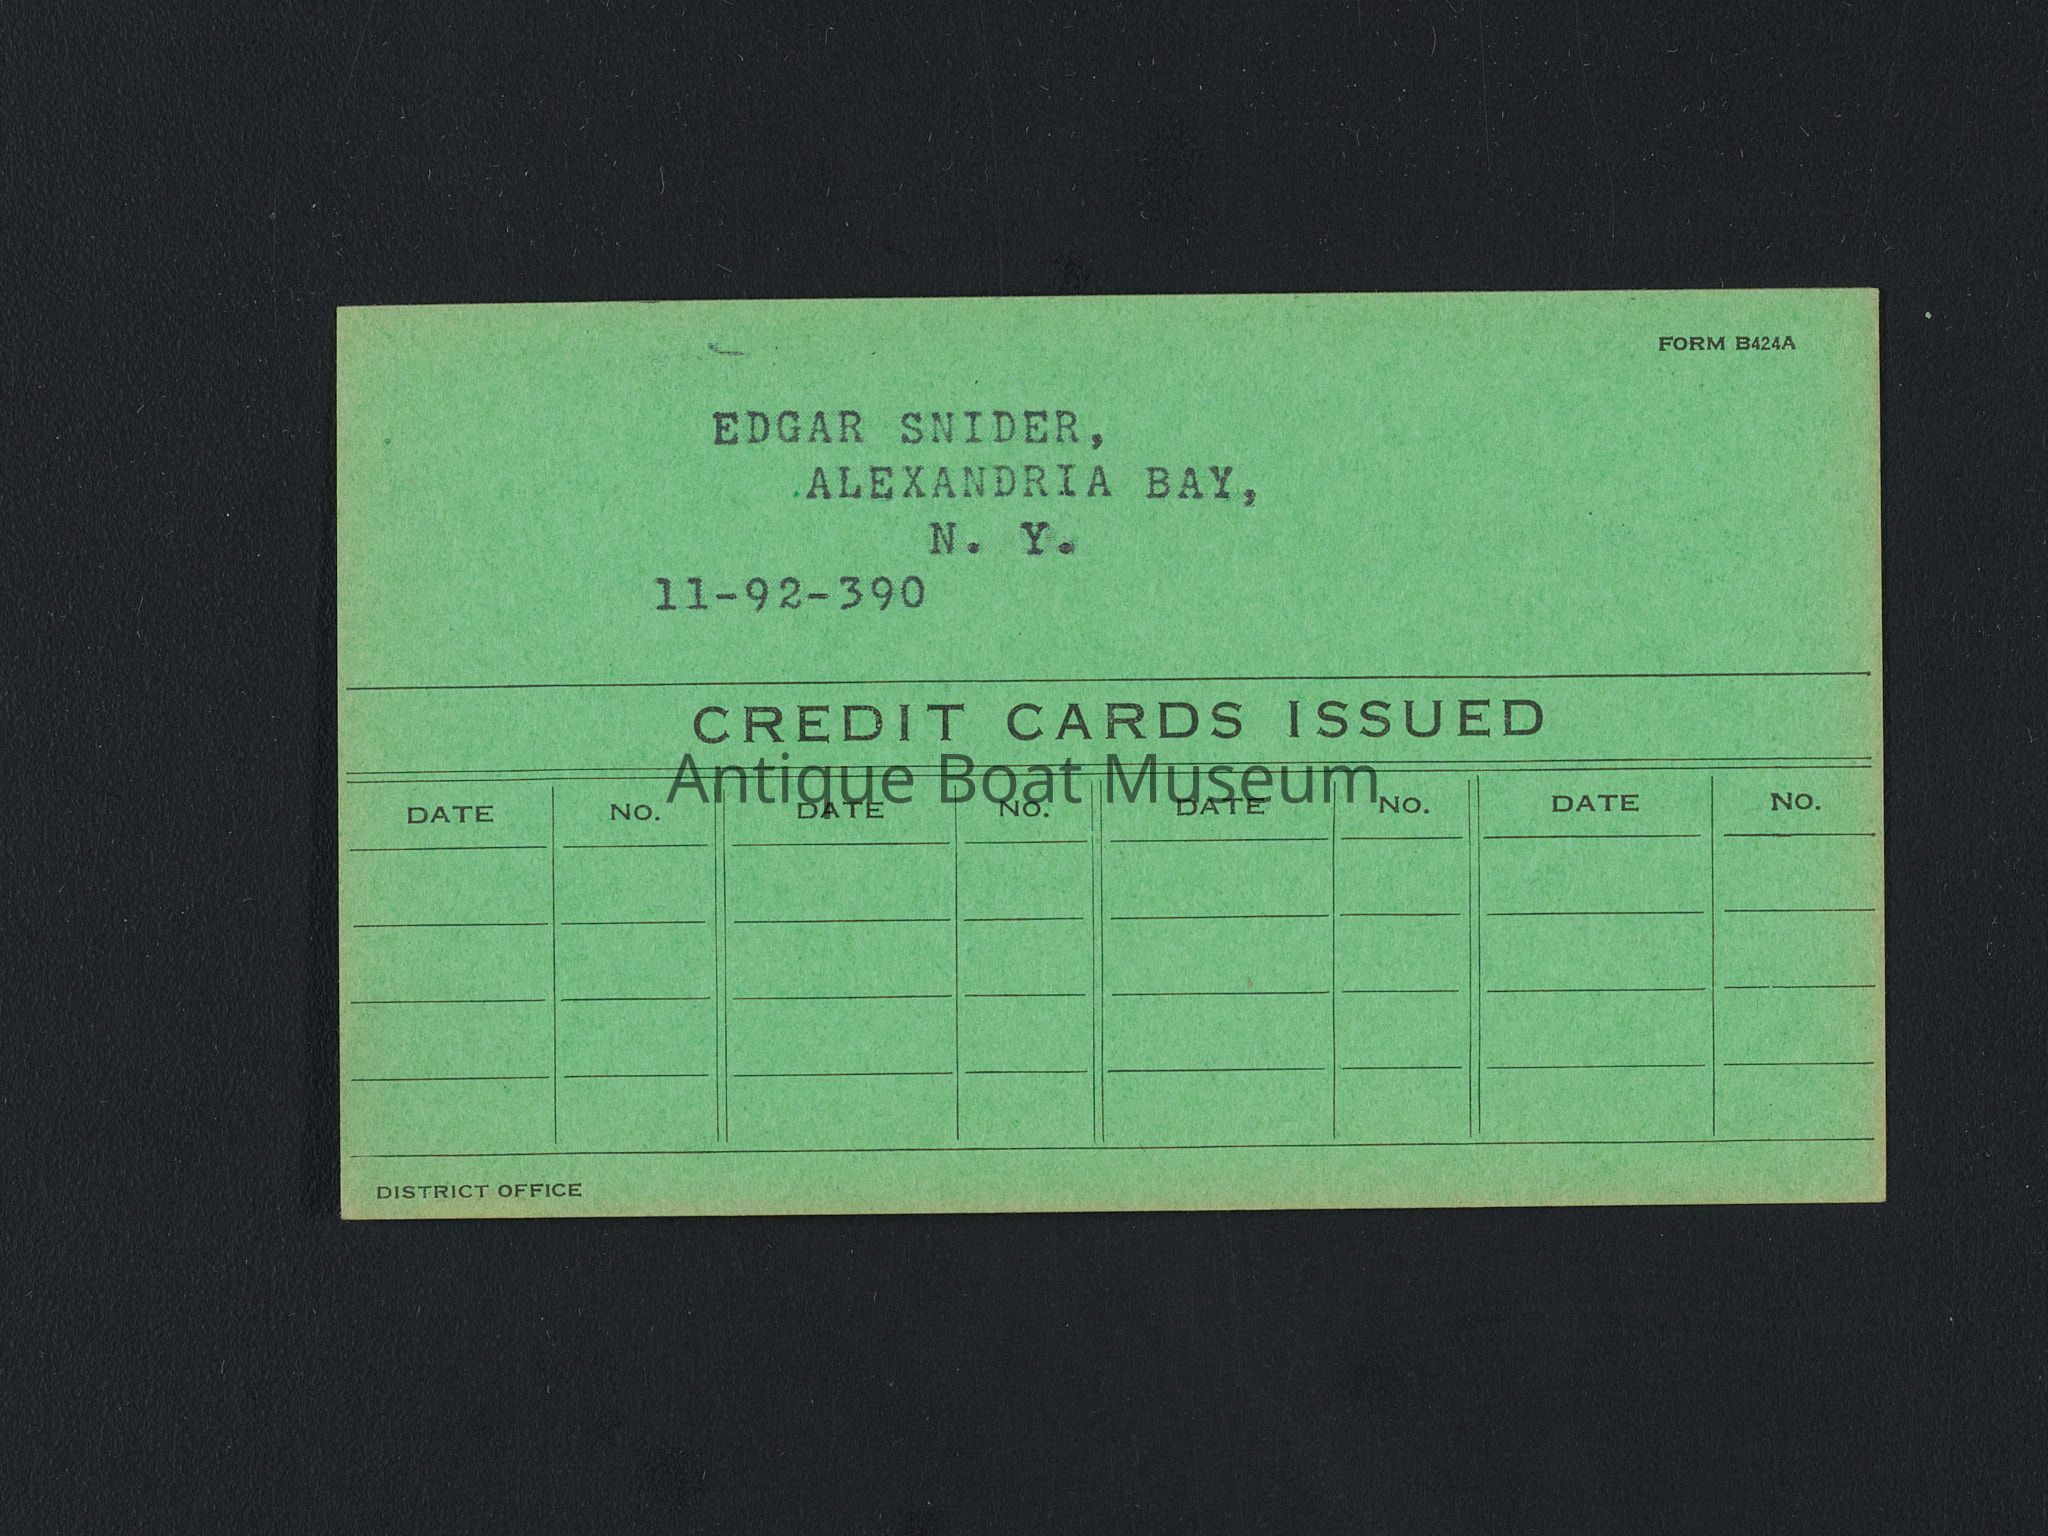 FORM B424A
EDGAR SNIDER,
ALEXANDRIA BAY,
N. Y.
11-92-390
CREDIT CARDS ISSUED
Antique Boat Museum
DATE NO. DATE NO. DATE NO. DATE NO.
DISTRICT OFFICE